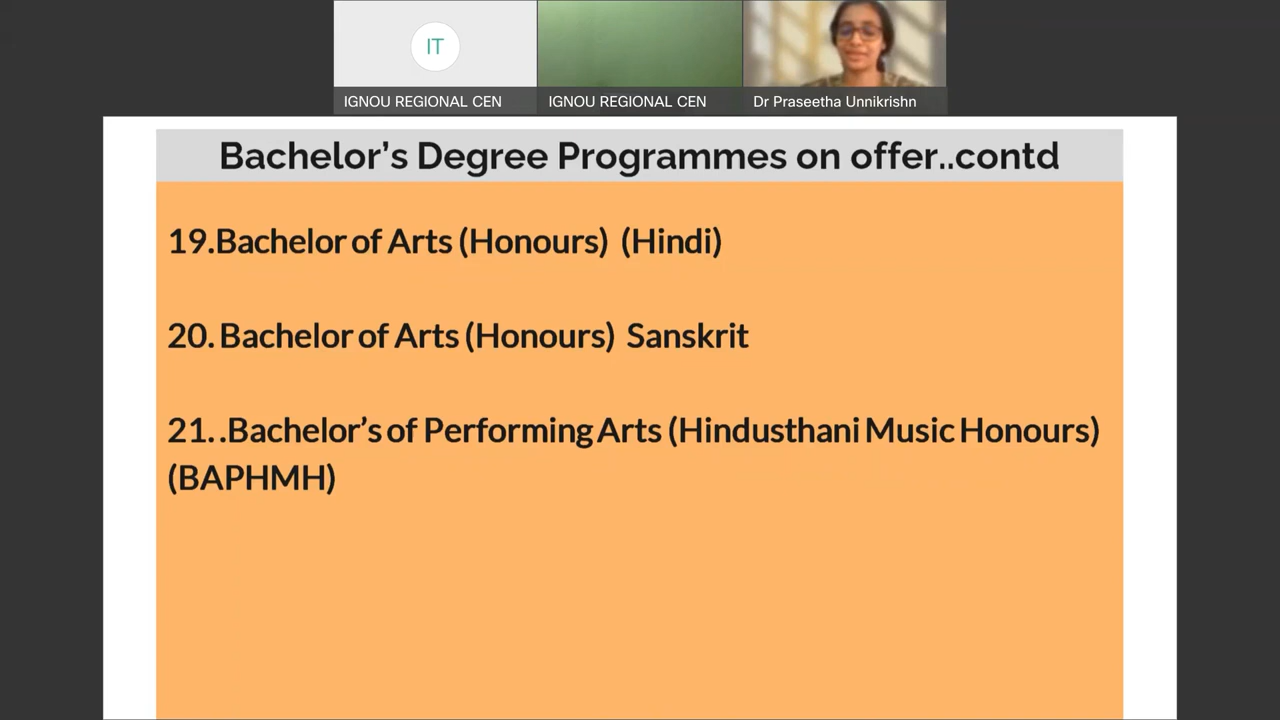 IT
IGNOU REGIONAL CEN
IGNOU REGIONAL CEN
Dr Praseetha Unnikrishn
Bachelor’s Degree Programmes on offer..contd
19.Bachelor of Arts (Honours) (Hindi)
20. Bachelor of Arts (Honours) Sanskrit
21. .Bachelor’s of Performing Arts (Hindusthani Music Honours)
(BAPHMH)